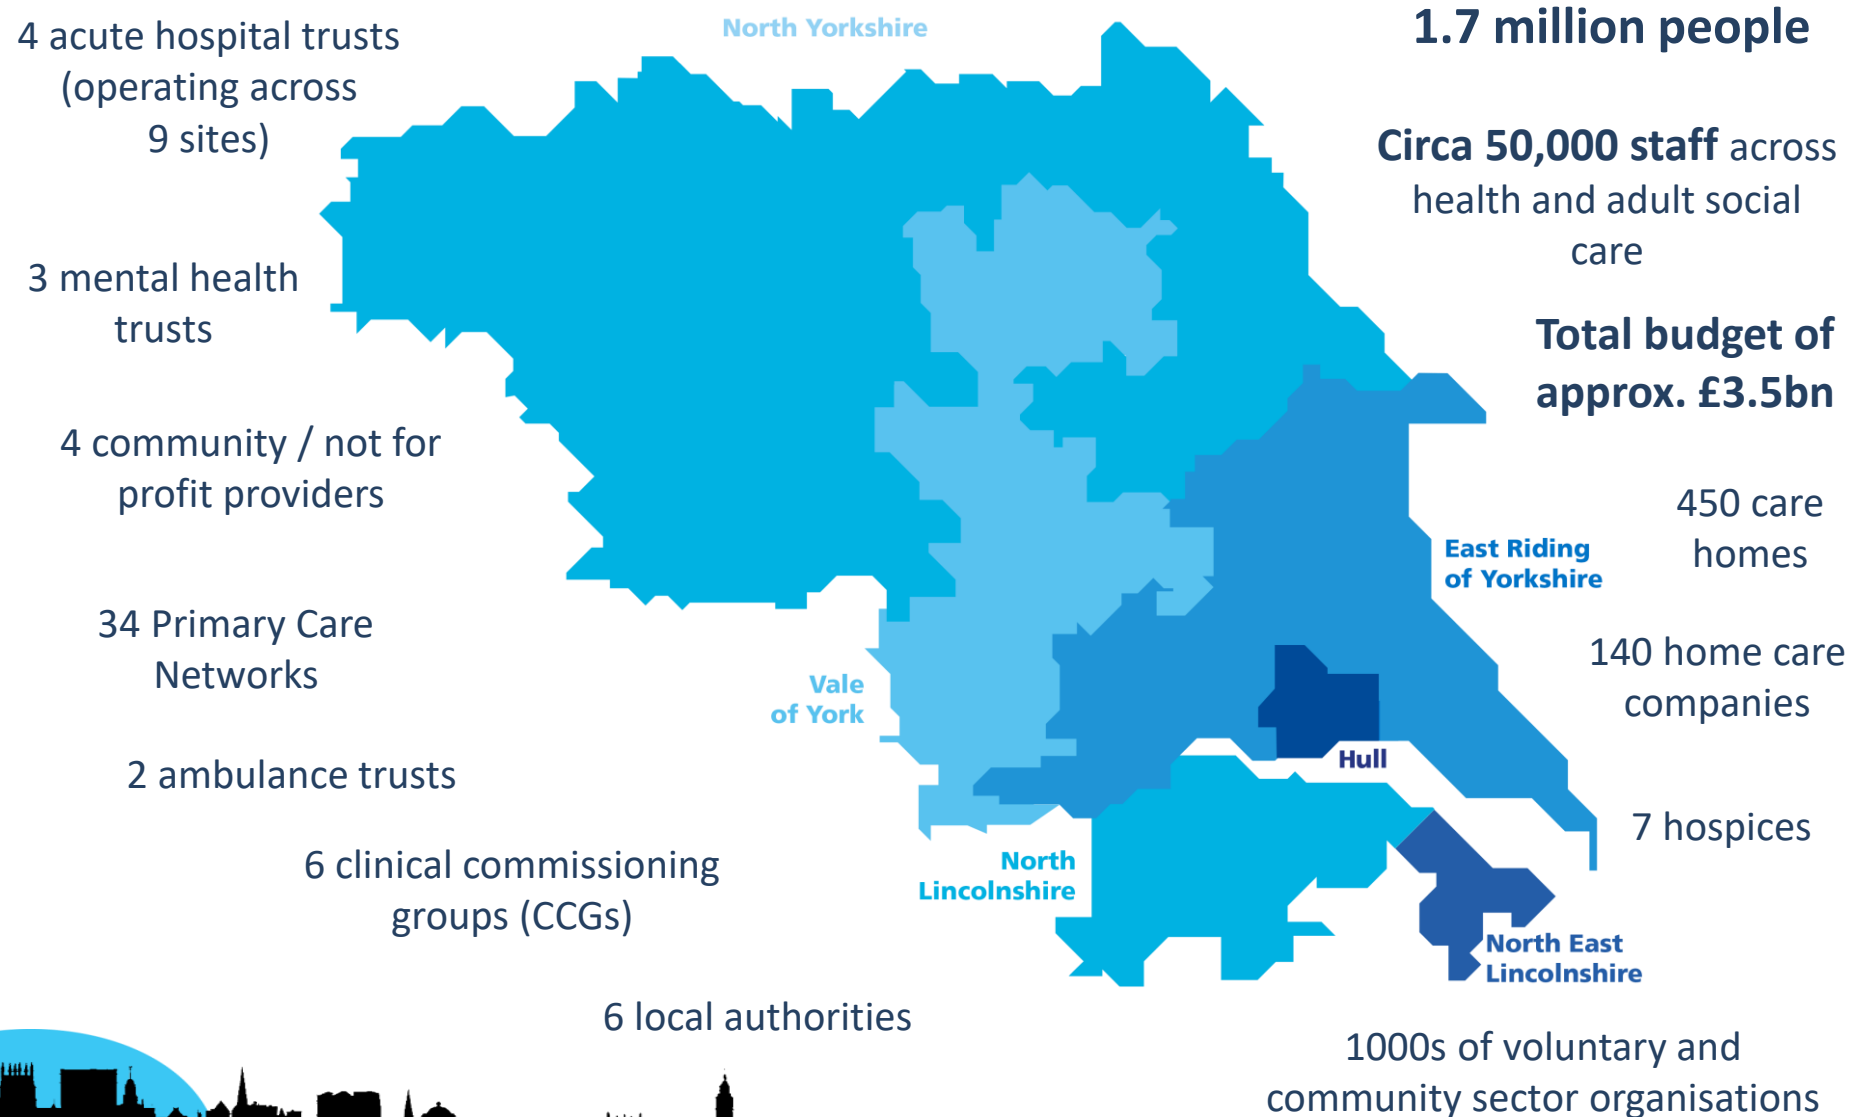 4 acute hospital trusts
(operating across
9 sites)
3 mental health
trusts
4 community / not for
profit providers
34 Primary Care
Networks
2 ambulance trusts
6 clinical commissioning
groups (CCGs)
6 local authorities
North Yorkshire
Vale
of York
North
Lincolnshire
East Riding
of Yorkshire
Hull
North East
Lincolnshire
1.7 million people
Circa 50,000 staff across
health and adult social
care
Total budget of
approx. £3.5bn
450 care
homes
140 home care
companies
7 hospices
1000s of voluntary and
community sector organisations